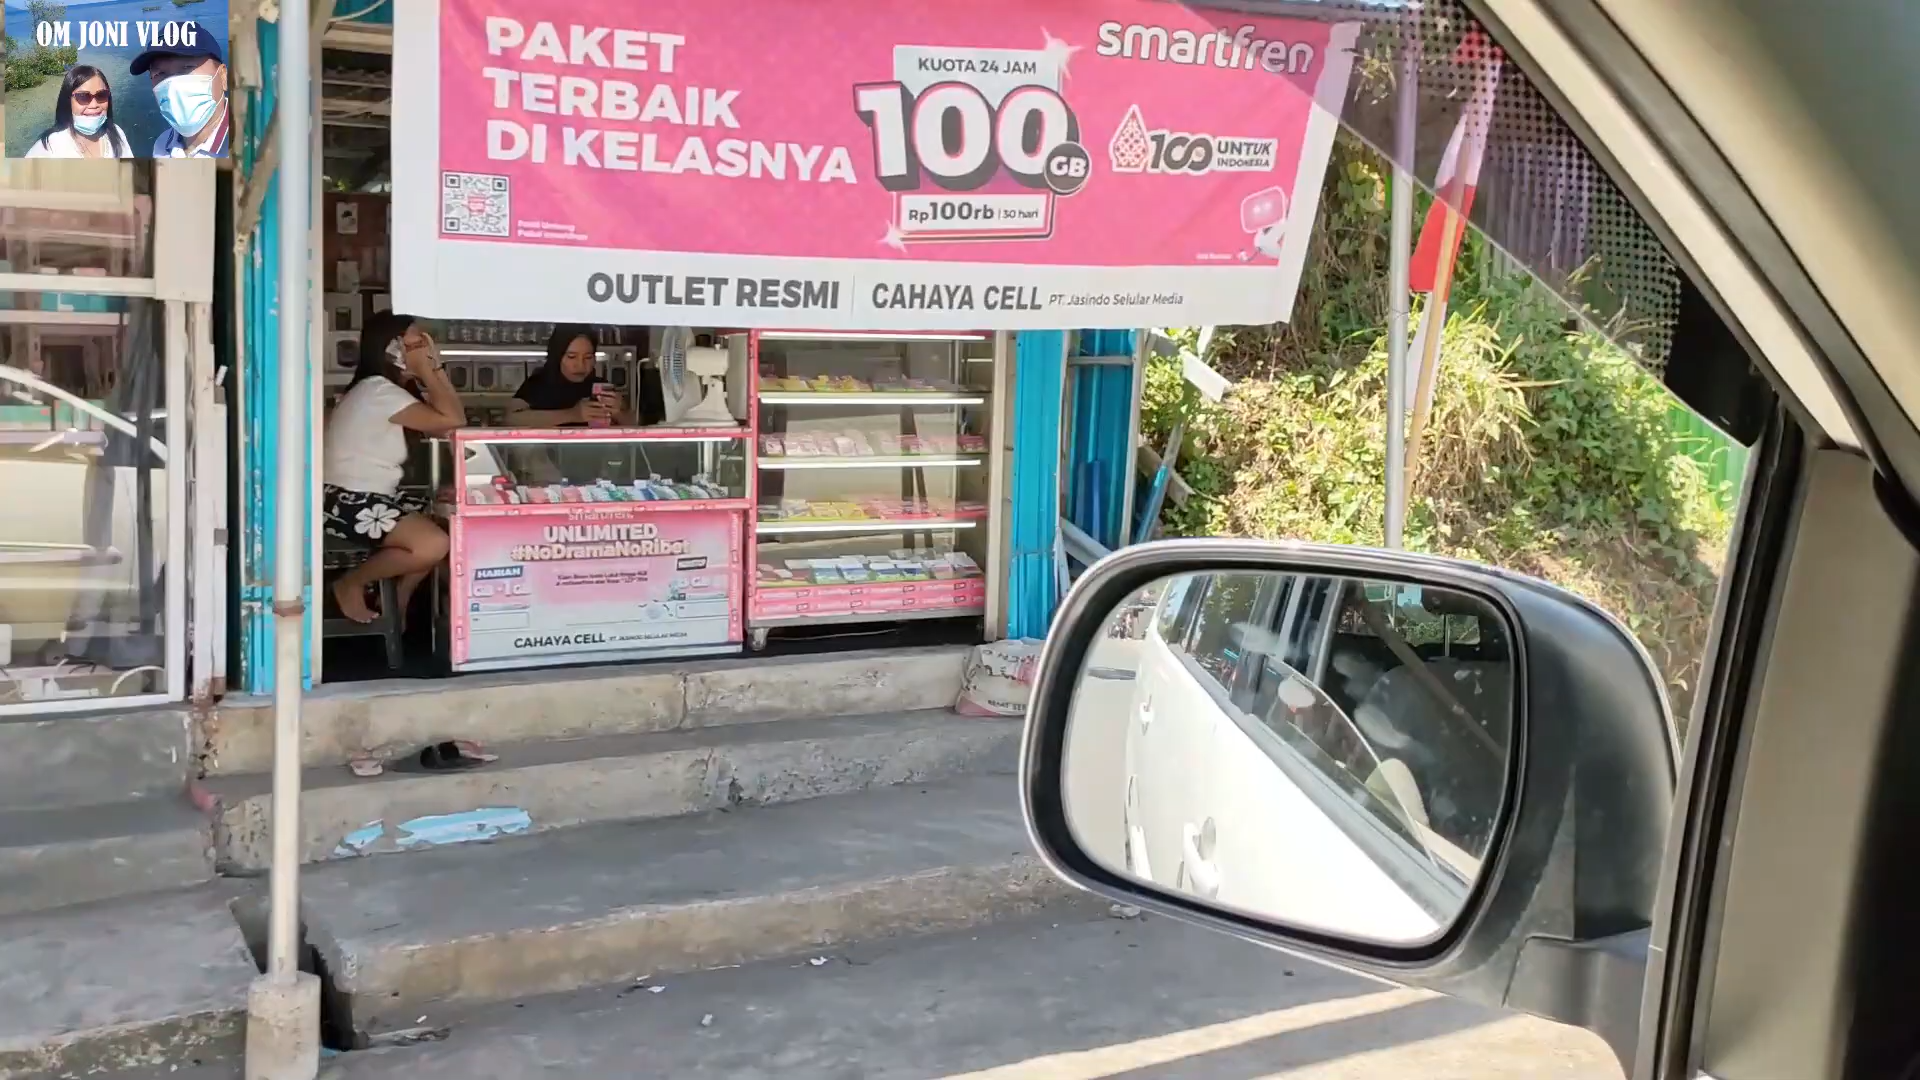 OM JONI VLOG
PAKET
TERBAIK
DI KELASNYA
KUOTA 24 JAM
100
GB
Rp100rb | 30 hari
smartfren
100 UNTUK
INDONESIA
OUTLET RESMI | CAHAYA CELL PT. Jasindo Selular Media
smartfren
UNLIMITED
#NoDramaNoRibet
HARIAN
CAHAYA CELL PT. JASINDO SELULAR MEDIA